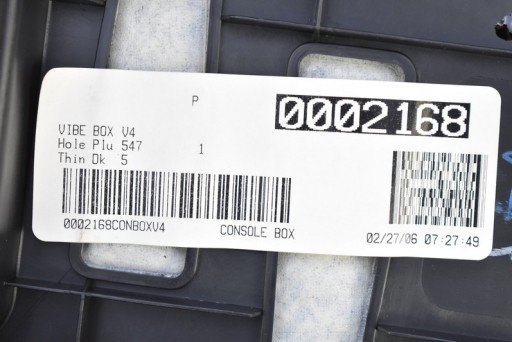 P
0002168
VIBE BOX V4
Hole Plu 547
1
Thin Dk 5
0002168CONBOXV4
CONSOLE BOX
02/27/06 07:27:49